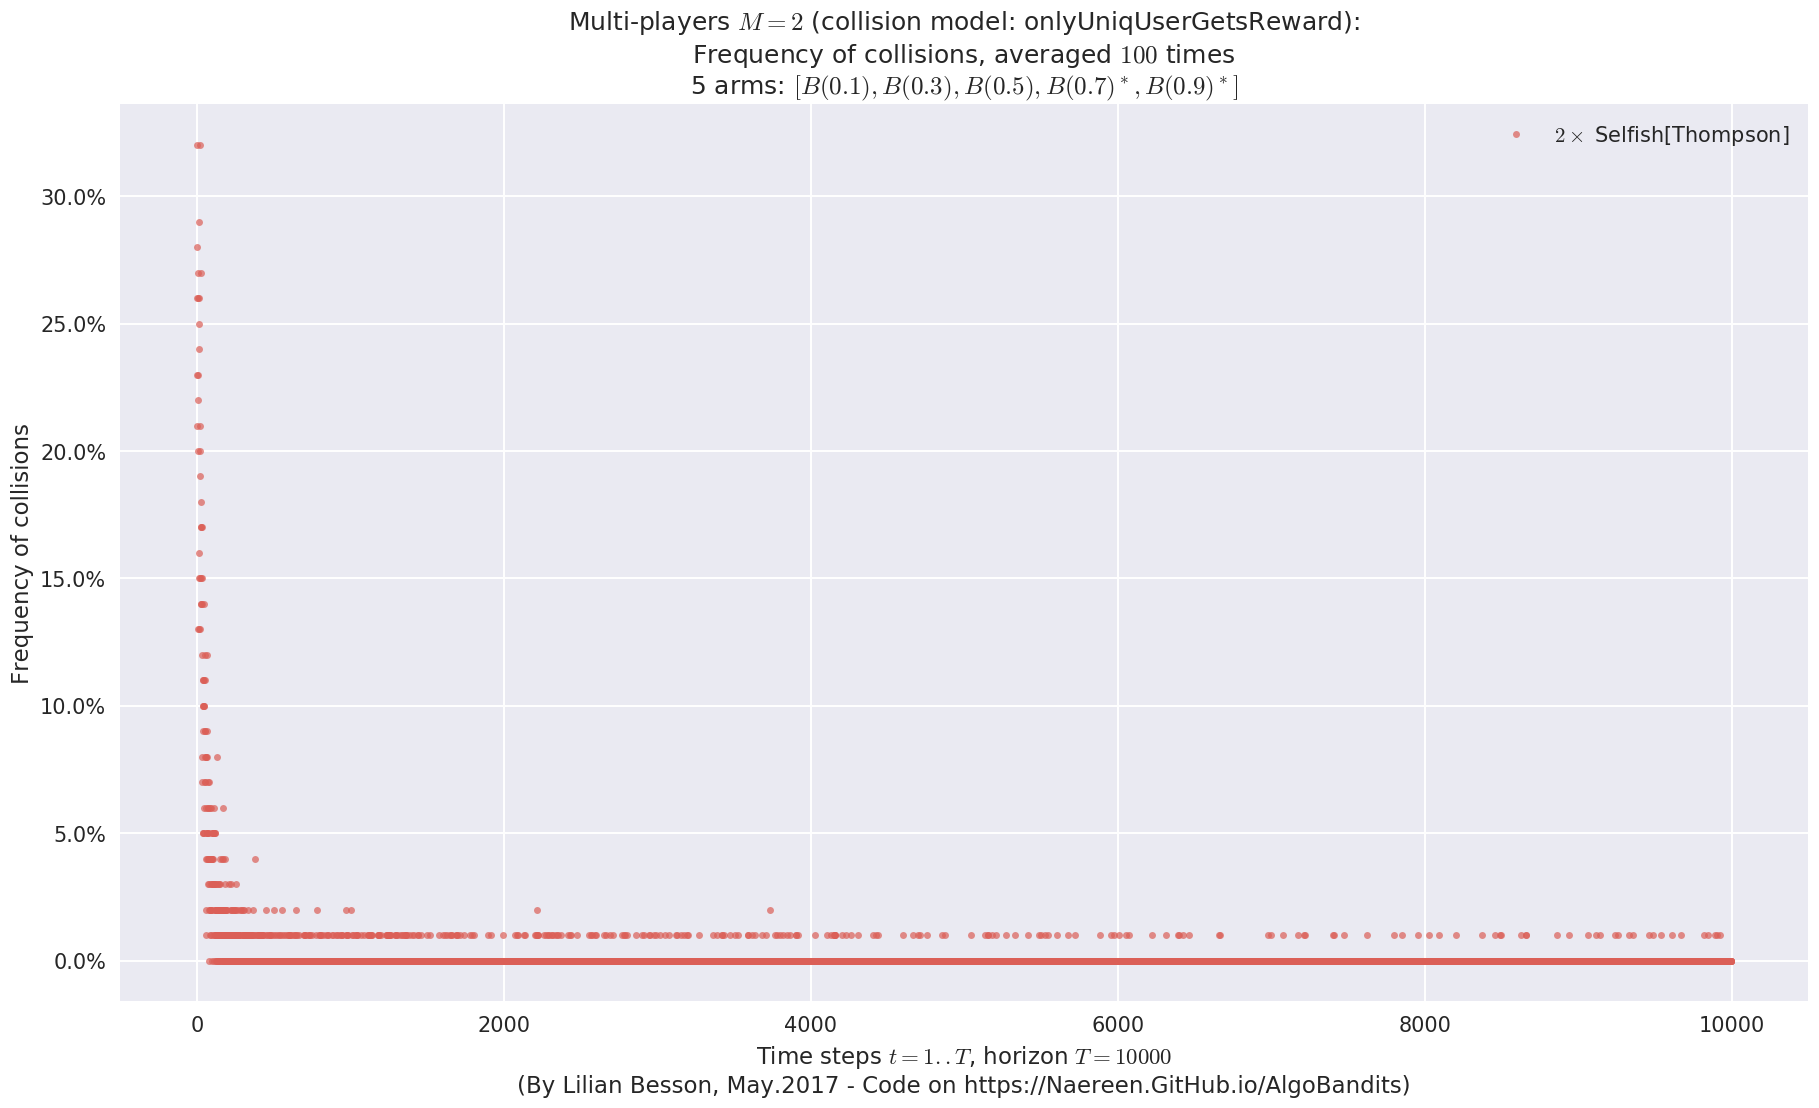 Multi-players M = 2 (collision model: onlyUniqUserGetsReward):
Frequency of collisions, averaged 100 times
5 arms: [B(0.1), B(0.3), B(0.5), B(0.7)*, B(0.9)*]
2× Selfish[Thompson]
Frequency of collisions
30.0%
25.0%
20.0%
15.0%
10.0%
5.0%
0.0%
0 2000 4000 6000 8000 10000
Time steps t = 1..T, horizon T = 10000
(By Lilian Besson, May.2017 - Code on https://Naereen.GitHub.io/AlgoBandits)